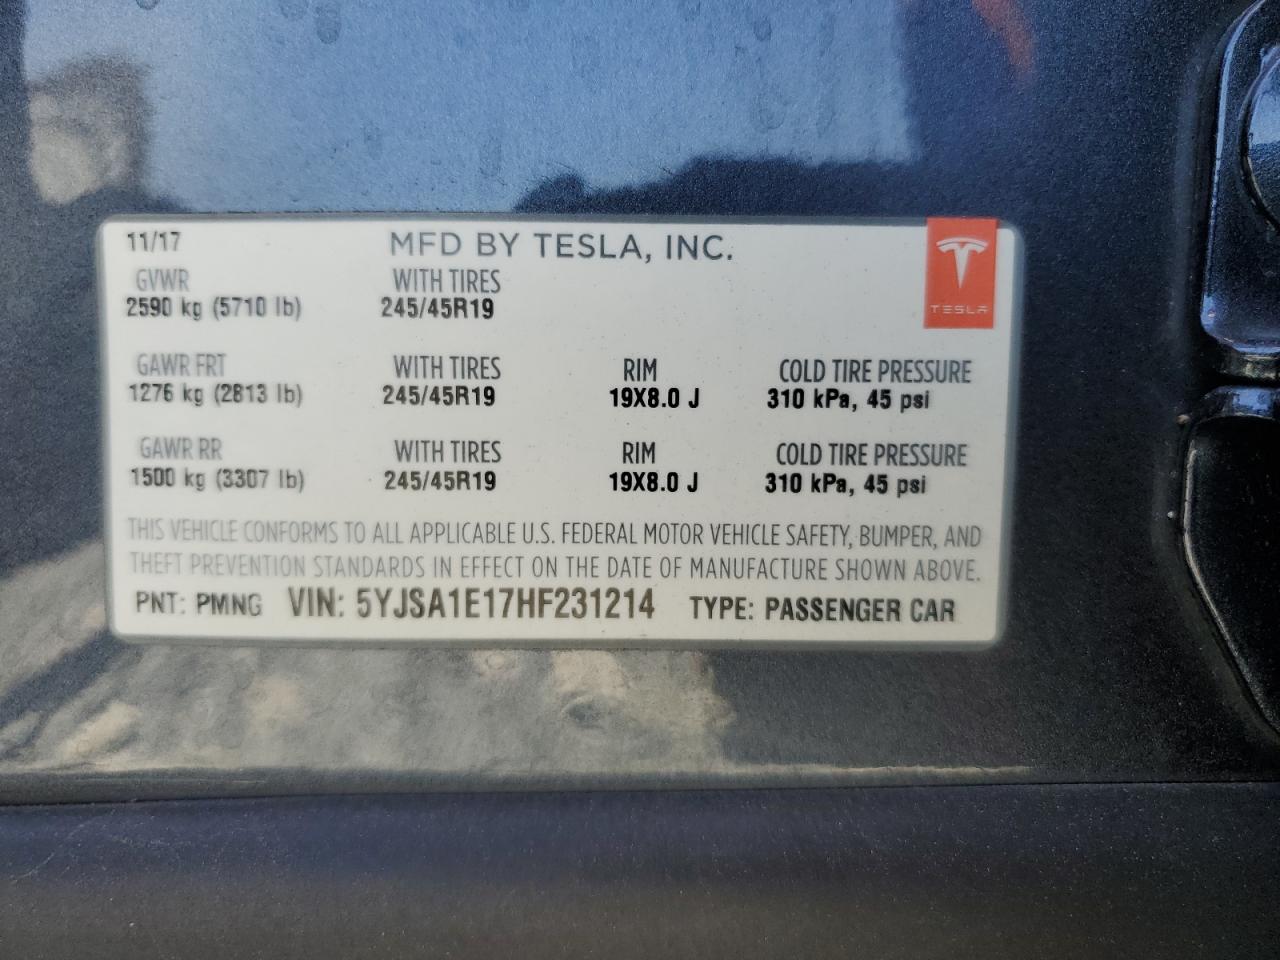 11/17 MFD BY TESLA, INC.
GVWR WITH TIRES
2590 kg (5710 lb) 245/45R19
TESLA
GAWR FRT WITH TIRES RIM COLD TIRE PRESSURE
1276 kg (2813 lb) 245/45R19 19X8.0 J 310 kPa, 45 psi
GAWR RR WITH TIRES RIM COLD TIRE PRESSURE
1500 kg (3307 lb) 245/45R19 19X8.0 J 310 kPa, 45 psi
THIS VEHICLE CONFORMS TO ALL APPLICABLE U.S. FEDERAL MOTOR VEHICLE SAFETY, BUMPER, AND
THEFT PREVENTION STANDARDS IN EFFECT ON THE DATE OF MANUFACTURE SHOWN ABOVE.
PNT: PMNG VIN: 5YJSA1E17HF231214 TYPE: PASSENGER CAR